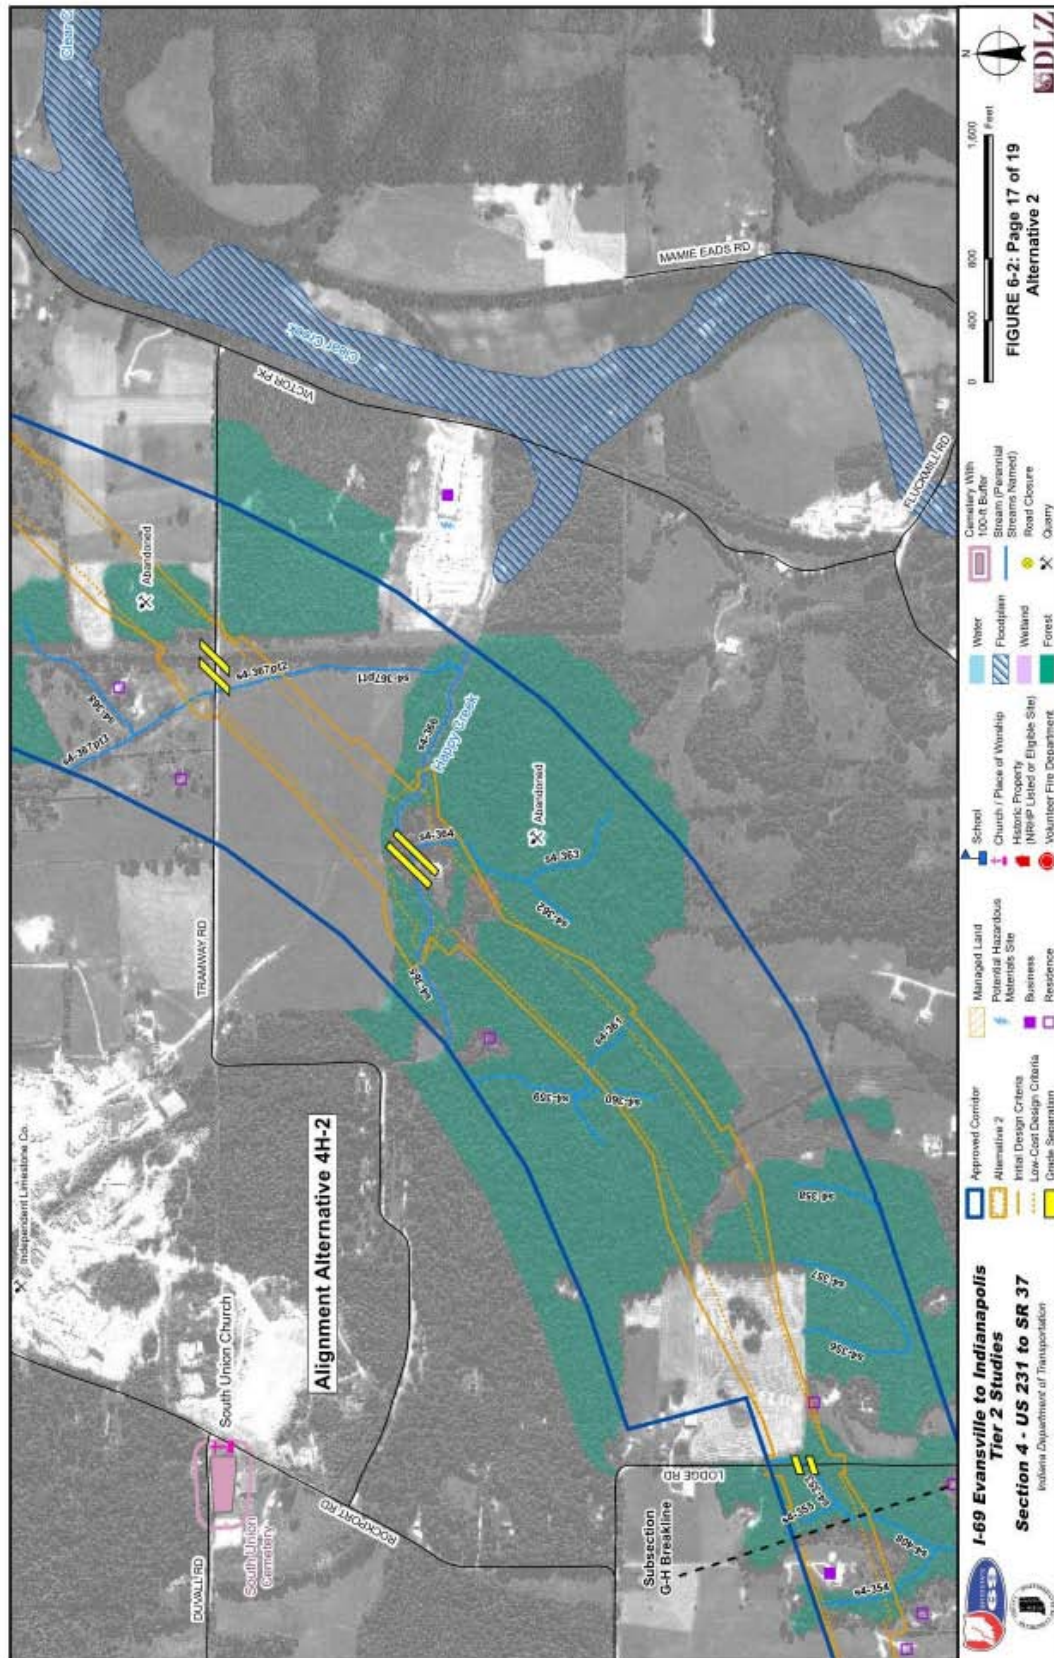 Clear C
Independent Limestone Co.
South Union Church
DUVALL RD
South Union
Cemetery
ROCKPORT RD
Alignment Alternative 4H-2
TRAMWAY RD
s4-367pt3
s4-368
Abandoned
s4-367pt2
s4-367pt1
VICTOR PK
Clear Creek
MAMIE EADS RD
s4-366
Happy Creek
s4-364
Abandoned
s4-363
s4-362
s4-365
s4-361
s4-359
s4-360
s4-358
s4-357
s4-356
LODGE RD
Subsection
G-H Breakline
s4-355
s4-354
s4-408
FLUCKMILL RD
I-69 Evansville to Indianapolis
Tier 2 Studies
Section 4 - US 231 to SR 37
Indiana Department of Transportation
Approved Corridor
Alternative 2
Initial Design Criteria
Low-Cost Design Criteria
Grade Separation
Managed Land
Potential Hazardous
Materials Site
Business
Residence
School
Church / Place of Worship
Historic Property
(NRHP Listed or Eligible Site)
Volunteer Fire Department
Water
Floodplain
Wetland
Forest
Cemetery With
100-ft Buffer
Stream (Perennial
Streams Named)
Road Closure
Quarry
0 400 800 1,600
Feet
FIGURE 6-2: Page 17 of 19
Alternative 2
N
DLZ